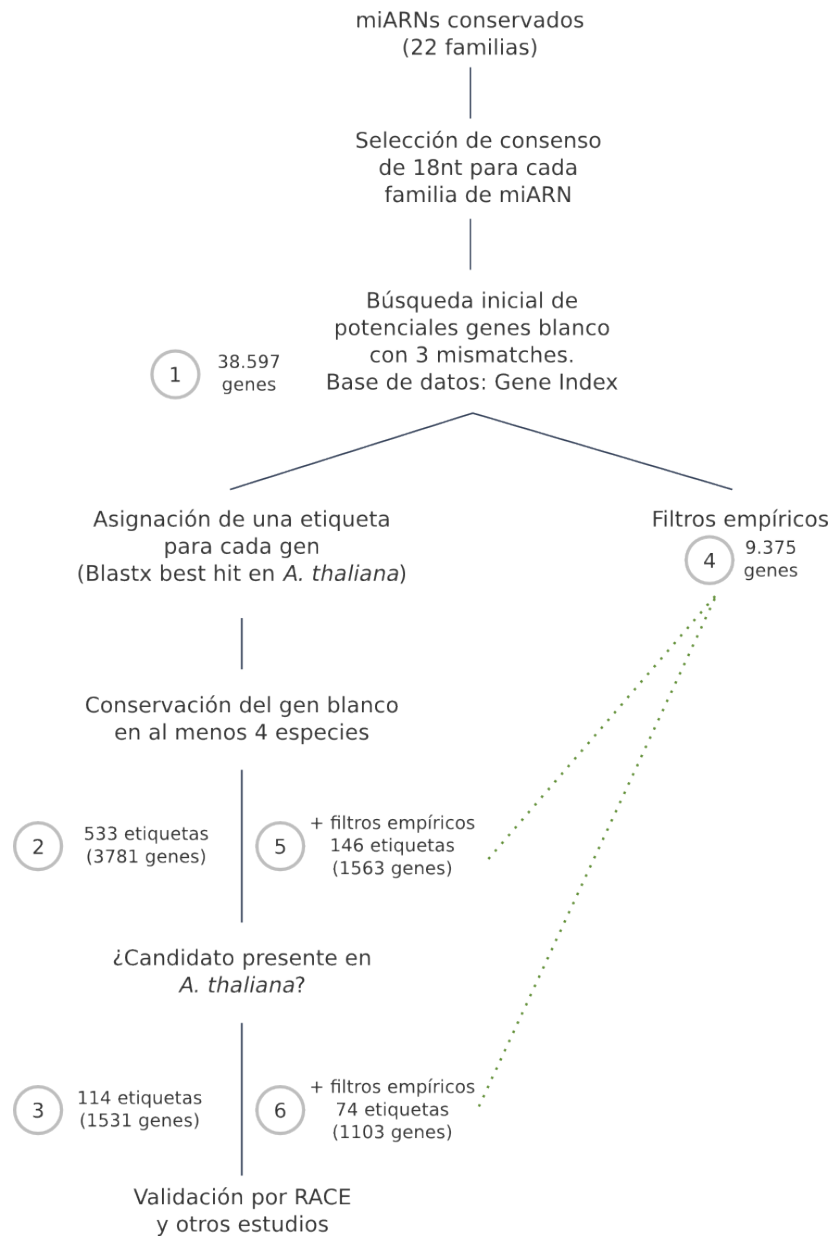 miARNs conservados
(22 familias)
Selección de consenso
de 18nt para cada
familia de miARN
Búsqueda inicial de
potenciales genes blanco
con 3 mismatches.
Base de datos: Gene Index
1
38.597
genes
Asignación de una etiqueta
para cada gen
(Blastx best hit en A. thaliana)
Filtros empíricos
4
9.375
genes
Conservación del gen blanco
en al menos 4 especies
2
533 etiquetas
(3781 genes)
5
+ filtros empíricos
146 etiquetas
(1563 genes)
¿Candidato presente en
A. thaliana?
3
114 etiquetas
(1531 genes)
6
+ filtros empíricos
74 etiquetas
(1103 genes)
Validación por RACE
y otros estudios